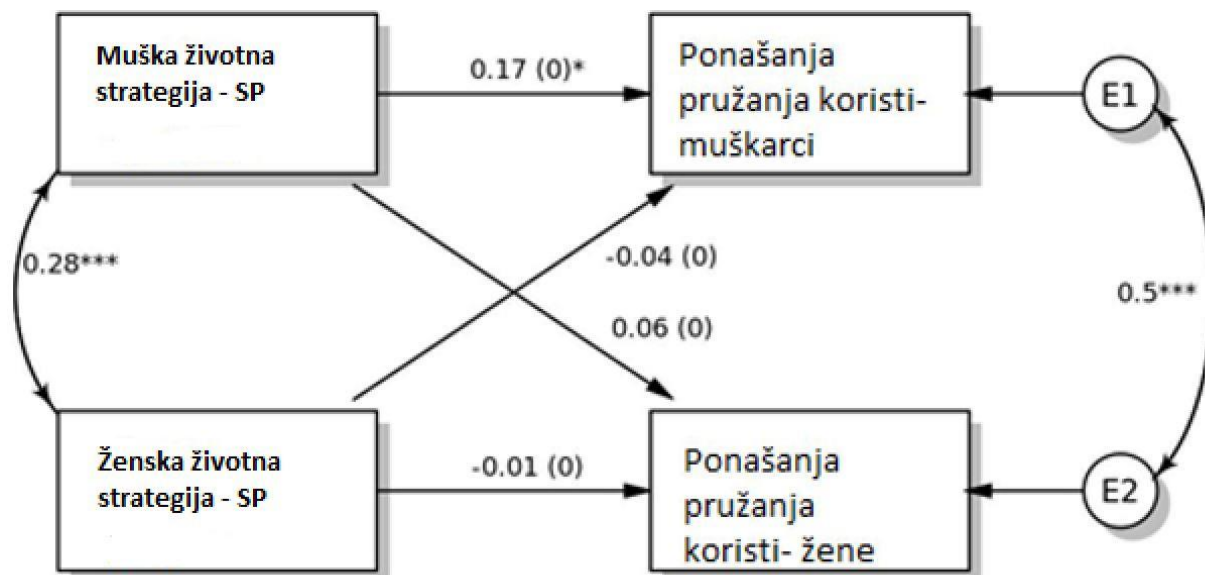 Muška životna
strategija - SP
0.17 (0)*
Ponašanja
pružanja koristi-
muškarci
E1
0.28***
-0.04 (0)
0.06 (0)
0.5***
Ženska životna
strategija - SP
-0.01 (0)
Ponašanja
pružanja
koristi- žene
E2